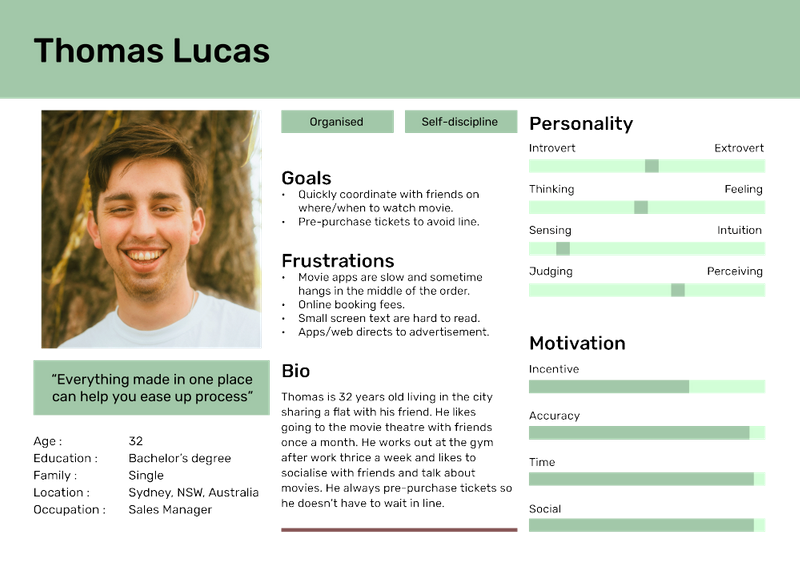 Thomas Lucas
“Everything made in one place
can help you ease up process”
Age : 32
Education : Bachelor’s degree
Family : Single
Location : Sydney, NSW, Australia
Occupation : Sales Manager
Organised
Self-discipline
Goals
• Quickly coordinate with friends on
where/when to watch movie.
• Pre-purchase tickets to avoid line.
Frustrations
• Movie apps are slow and sometime
hangs in the middle of the order.
• Online booking fees.
• Small screen text are hard to read.
• Apps/web directs to advertisement.
Bio
Thomas is 32 years old living in the city
sharing a flat with his friend. He likes
going to the movie theatre with friends
once a month. He works out at the gym
after work thrice a week and likes to
socialise with friends and talk about
movies. He always pre-purchase tickets so
he doesn’t have to wait in line.
Personality
Introvert Extrovert
Thinking Feeling
Sensing Intuition
Judging Perceiving
Motivation
Incentive
Accuracy
Time
Social